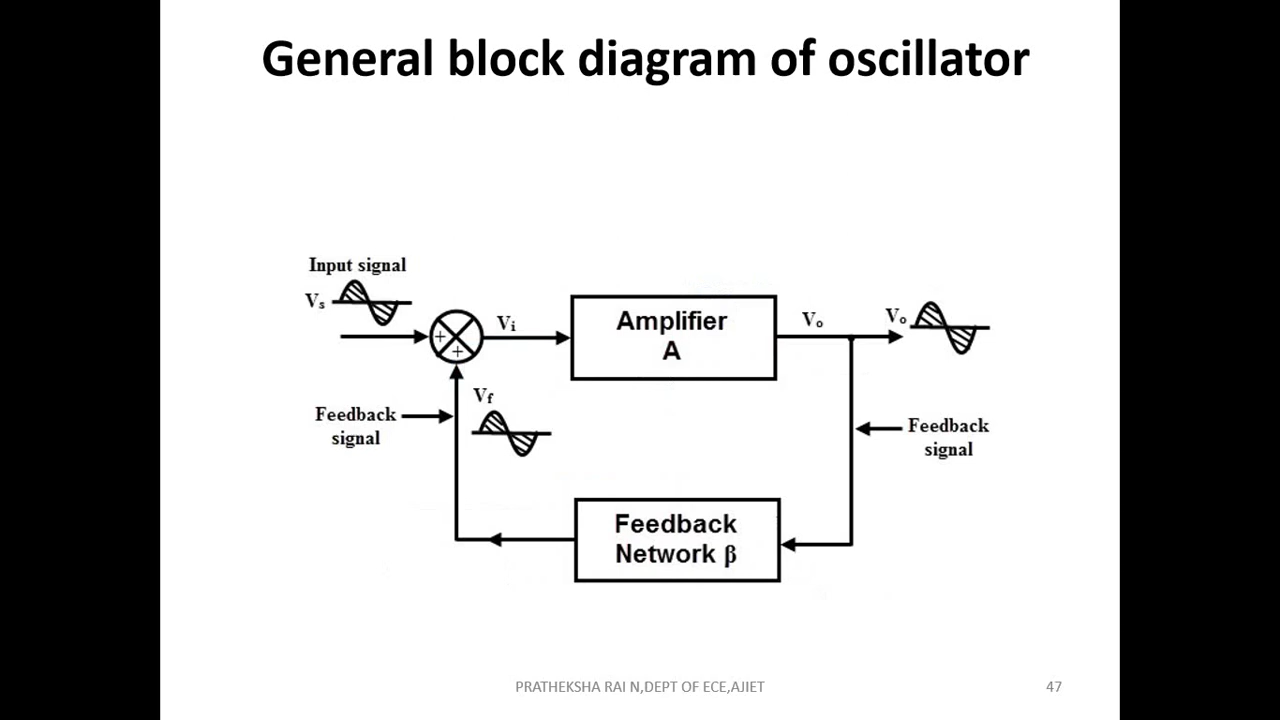 General block diagram of oscillator
Input signal
Vs
+
+
Vi
Amplifier
A
Vo
Vo
Feedback
signal
Vf
Feedback
signal
Feedback
Network β
PRATHEKSHA RAI N,DEPT OF ECE,AJIET
47